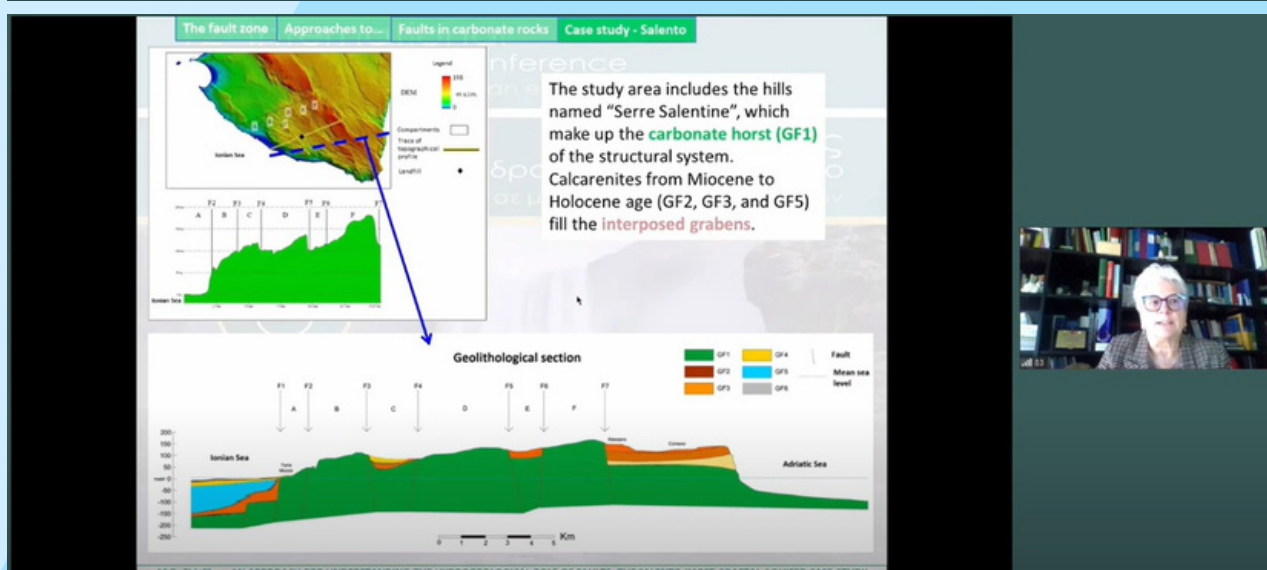 The fault zone
Approaches to...
Faults in carbonate rocks
Case study - Salento
nference
Legend
DEM
198
m s.l.m.
0
Compartments
Trace of
topographical
profile
Landfill
Ionian Sea
F2 F3 F4 F5 F6 F7
A B C D E F
Ionian Sea
The study area includes the hills
named “Serre Salentine”, which
make up the carbonate horst (GF1)
of the structural system.
Calcarenites from Miocene to
Holocene age (GF2, GF3, and GF5)
fill the interposed grabens.
Geolithological section
GF1 GF4 Fault
GF2 GF5 Mean sea
level
GF3 GF6
F1 F2 F3 F4 F5 F6 F7
A B C D E F
200
150
100
50
0
-50
-100
-150
-200
-250
Ionian Sea
Adriatic Sea
0 1 2 3 4 5 Km